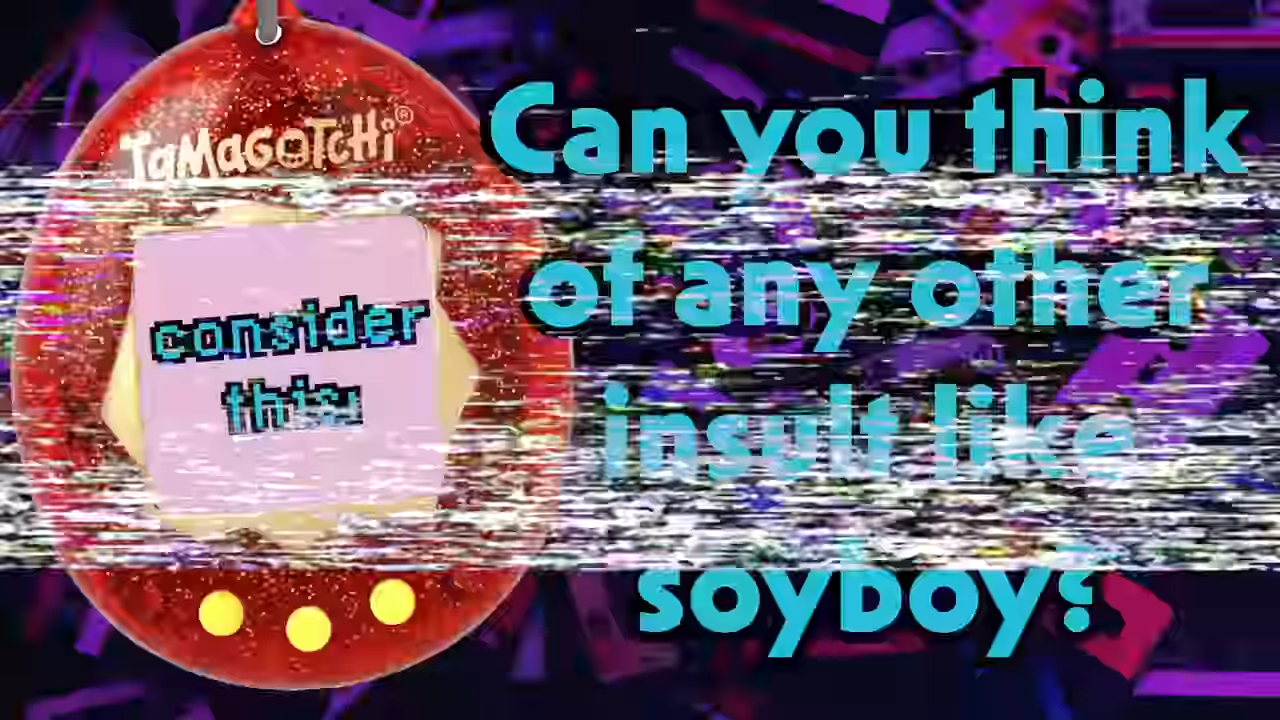 TaMaGoTCHi®
consider
this:
Can you think
of any other
insult like
soyboy?